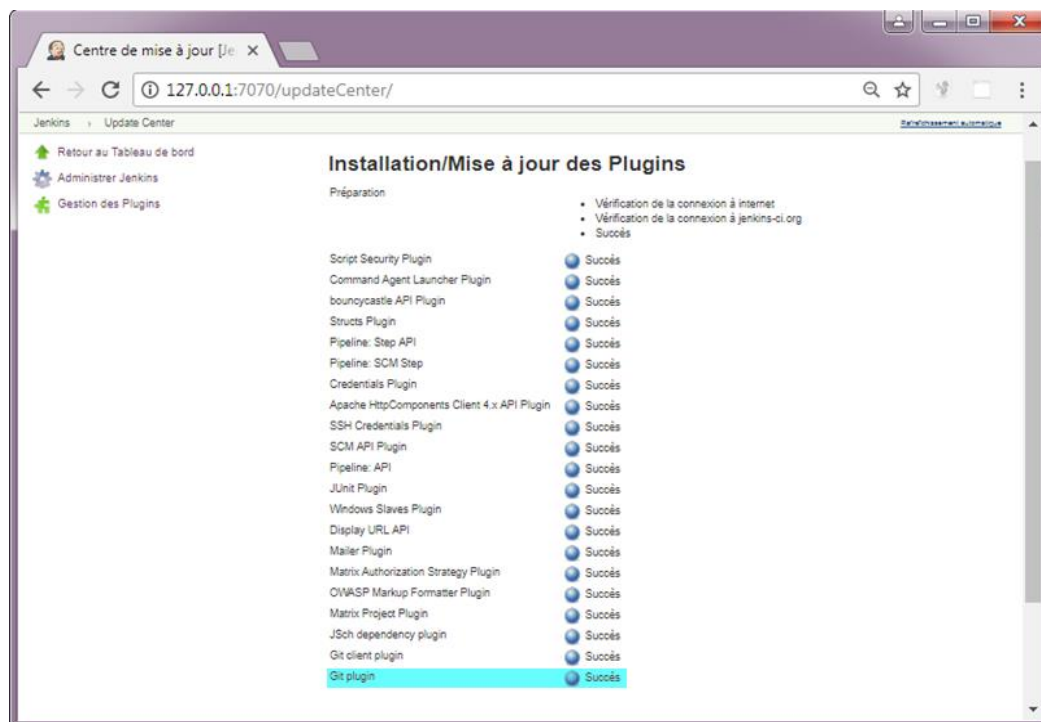 Centre de mise à jour [Je
127.0.0.1:7070/updateCenter/
Jenkins Update Center Rafraîchissement automatique
Retour au Tableau de bord
Administrer Jenkins
Gestion des Plugins
Installation/Mise à jour des Plugins
Préparation
Vérification de la connexion à internet
Vérification de la connexion à jenkins-ci.org
Succès
Script Security Plugin Succès
Command Agent Launcher Plugin Succès
bouncycastle API Plugin Succès
Structs Plugin Succès
Pipeline: Step API Succès
Pipeline: SCM Step Succès
Credentials Plugin Succès
Apache HttpComponents Client 4.x API Plugin Succès
SSH Credentials Plugin Succès
SCM API Plugin Succès
Pipeline: API Succès
JUnit Plugin Succès
Windows Slaves Plugin Succès
Display URL API Succès
Mailer Plugin Succès
Matrix Authorization Strategy Plugin Succès
OWASP Markup Formatter Plugin Succès
Matrix Project Plugin Succès
JSch dependency plugin Succès
Git client plugin Succès
Git plugin Succès